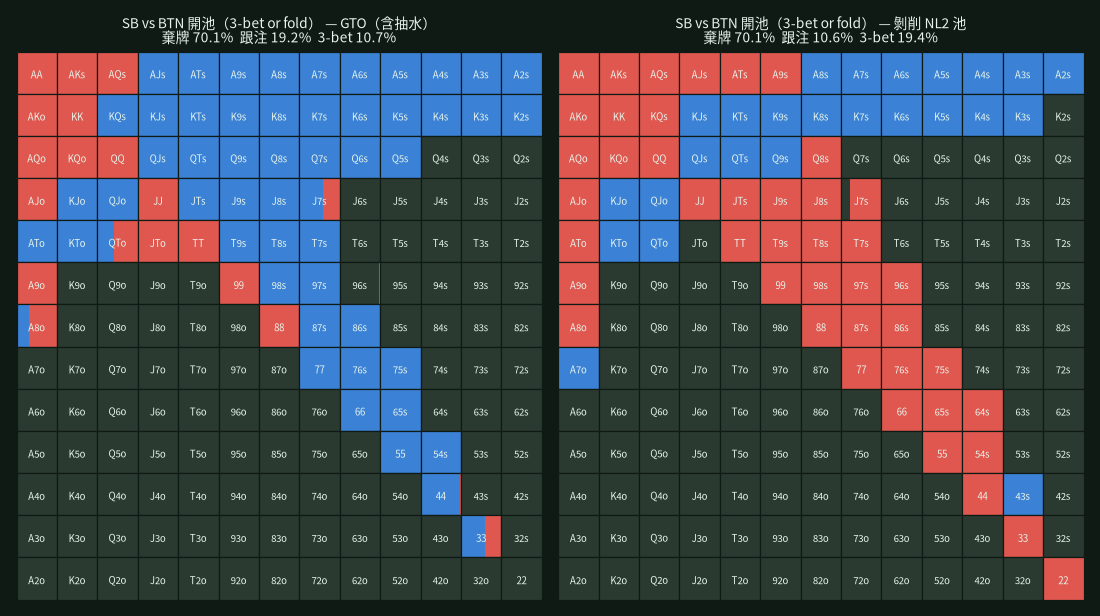 SB vs BTN 開池（3-bet or fold） — GTO（含抽水）
棄牌 70.1% 跟注 19.2% 3-bet 10.7%
AA AKs AQs AJs ATs A9s A8s A7s A6s A5s A4s A3s A2s
AKo KK KQs KJs KTs K9s K8s K7s K6s K5s K4s K3s K2s
AQo KQo QQ QJs QTs Q9s Q8s Q7s Q6s Q5s Q4s Q3s Q2s
AJo KJo QJo JJ JTs J9s J8s J7s J6s J5s J4s J3s J2s
ATo KTo QTo JTo TT T9s T8s T7s T6s T5s T4s T3s T2s
A9o K9o Q9o J9o T9o 99 98s 97s 96s 95s 94s 93s 92s
A8o K8o Q8o J8o T8o 98o 88 87s 86s 85s 84s 83s 82s
A7o K7o Q7o J7o T7o 97o 87o 77 76s 75s 74s 73s 72s
A6o K6o Q6o J6o T6o 96o 86o 76o 66 65s 64s 63s 62s
A5o K5o Q5o J5o T5o 95o 85o 75o 65o 55 54s 53s 52s
A4o K4o Q4o J4o T4o 94o 84o 74o 64o 54o 44 43s 42s
A3o K3o Q3o J3o T3o 93o 83o 73o 63o 53o 43o 33 32s
A2o K2o Q2o J2o T2o 92o 82o 72o 62o 52o 42o 32o 22
SB vs BTN 開池（3-bet or fold） — 剝削 NL2 池
棄牌 70.1% 跟注 10.6% 3-bet 19.4%
AA AKs AQs AJs ATs A9s A8s A7s A6s A5s A4s A3s A2s
AKo KK KQs KJs KTs K9s K8s K7s K6s K5s K4s K3s K2s
AQo KQo QQ QJs QTs Q9s Q8s Q7s Q6s Q5s Q4s Q3s Q2s
AJo KJo QJo JJ JTs J9s J8s J7s J6s J5s J4s J3s J2s
ATo KTo QTo JTo TT T9s T8s T7s T6s T5s T4s T3s T2s
A9o K9o Q9o J9o T9o 99 98s 97s 96s 95s 94s 93s 92s
A8o K8o Q8o J8o T8o 98o 88 87s 86s 85s 84s 83s 82s
A7o K7o Q7o J7o T7o 97o 87o 77 76s 75s 74s 73s 72s
A6o K6o Q6o J6o T6o 96o 86o 76o 66 65s 64s 63s 62s
A5o K5o Q5o J5o T5o 95o 85o 75o 65o 55 54s 53s 52s
A4o K4o Q4o J4o T4o 94o 84o 74o 64o 54o 44 43s 42s
A3o K3o Q3o J3o T3o 93o 83o 73o 63o 53o 43o 33 32s
A2o K2o Q2o J2o T2o 92o 82o 72o 62o 52o 42o 32o 22